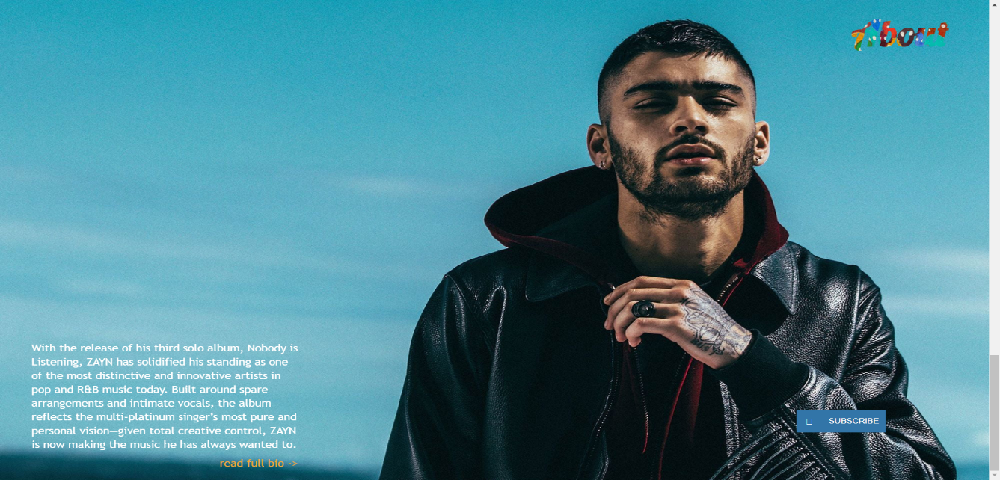 About
With the release of his third solo album, Nobody is
Listening, ZAYN has solidified his standing as one
of the most distinctive and innovative artists in
pop and R&B music today. Built around spare
arrangements and intimate vocals, the album
reflects the multi-platinum singer’s most pure and
personal vision—given total creative control, ZAYN
is now making the music he has always wanted to.
read full bio ->
SUBSCRIBE